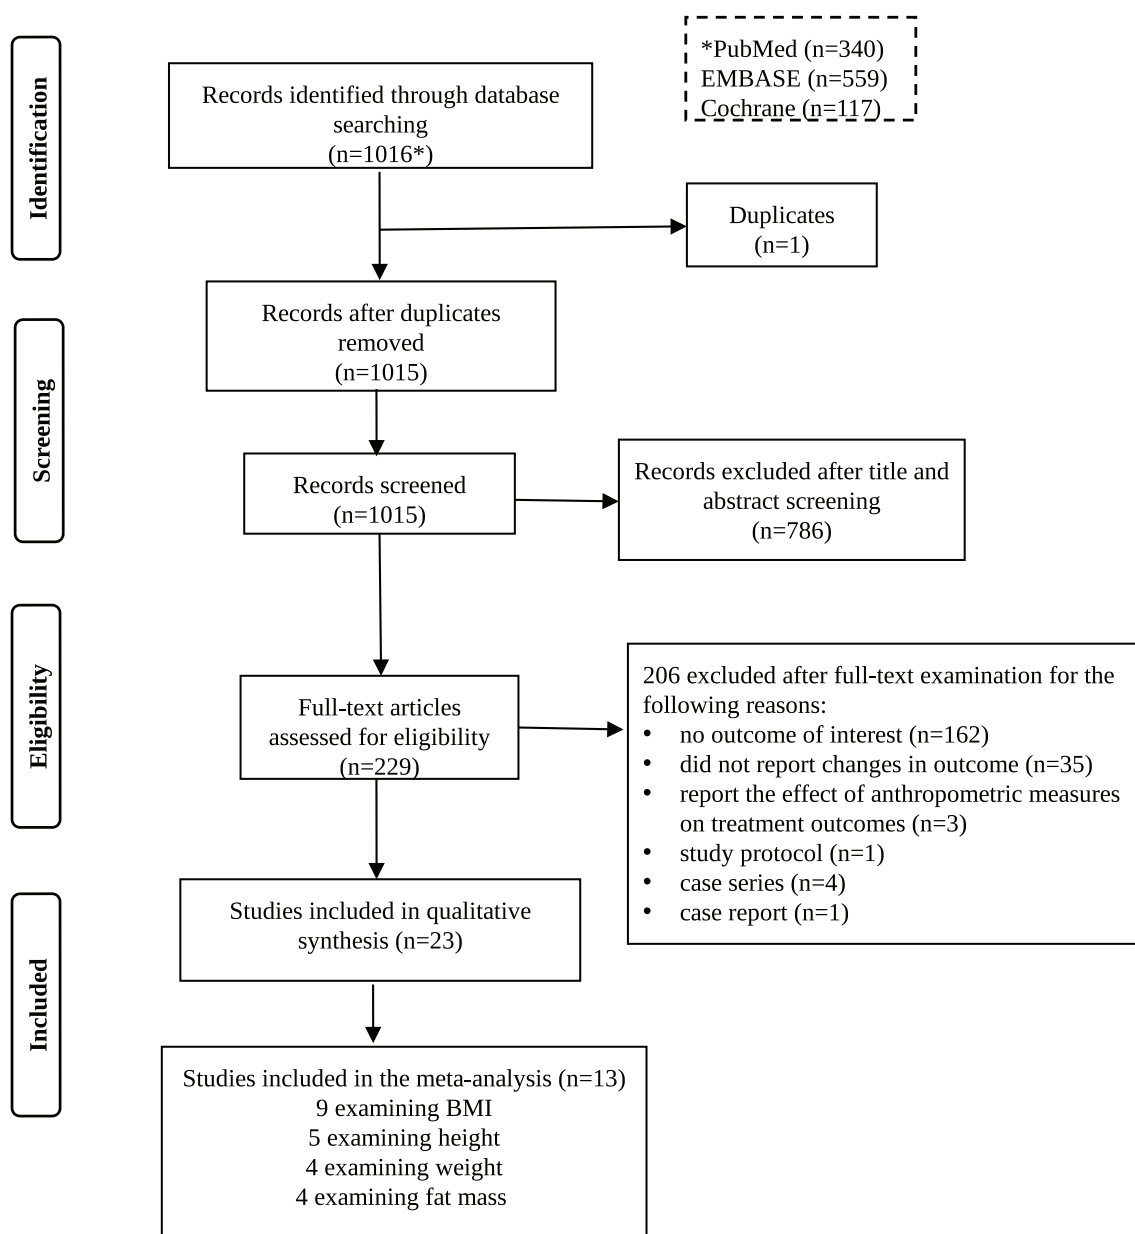 Identification
*PubMed (n=340)
EMBASE (n=559)
Cochrane (n=117)
Records identified through database
searching
(n=1016*)
Duplicates
(n=1)
Screening
Records after duplicates
removed
(n=1015)
Records screened
(n=1015)
Records excluded after title and
abstract screening
(n=786)
Eligibility
Full-text articles
assessed for eligibility
(n=229)
206 excluded after full-text examination for the
following reasons:
• no outcome of interest (n=162)
• did not report changes in outcome (n=35)
• report the effect of anthropometric measures
on treatment outcomes (n=3)
• study protocol (n=1)
• case series (n=4)
• case report (n=1)
Included
Studies included in qualitative
synthesis (n=23)
Studies included in the meta-analysis (n=13)
9 examining BMI
5 examining height
4 examining weight
4 examining fat mass